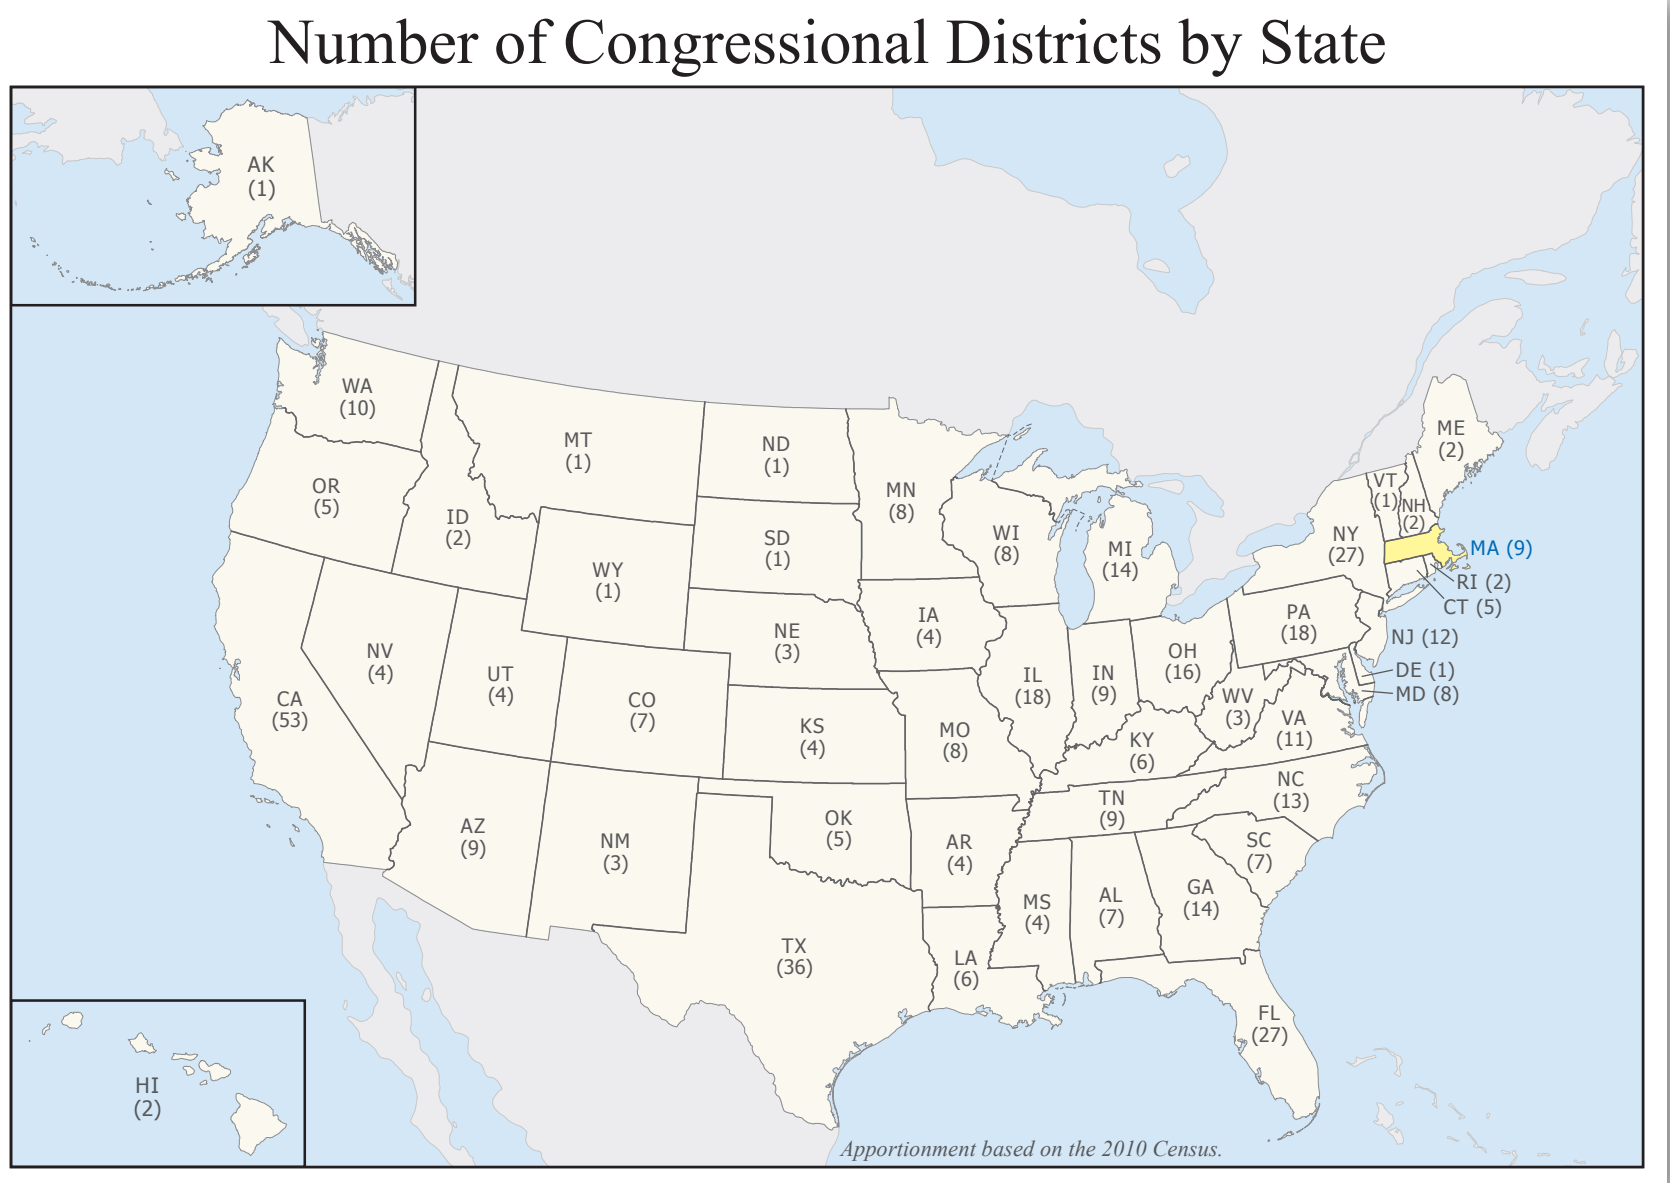 Number of Congressional Districts by State
AK
(1)
WA
(10)
MT
(1)
ND
(1)
MN
(8)
ME
(2)
VT
(1)
NH
(2)
OR
(5)
ID
(2)
SD
(1)
WI
(8)
MI
(14)
NY
(27)
MA (9)
RI (2)
CT (5)
WY
(1)
IA
(4)
PA
(18)
NJ (12)
NE
(3)
NV
(4)
UT
(4)
CO
(7)
IL
(18)
IN
(9)
OH
(16)
DE (1)
MD (8)
WV
(3)
VA
(11)
CA
(53)
KS
(4)
MO
(8)
KY
(6)
NC
(13)
TN
(9)
AZ
(9)
NM
(3)
OK
(5)
AR
(4)
SC
(7)
MS
(4)
AL
(7)
GA
(14)
TX
(36)
LA
(6)
FL
(27)
HI
(2)
Apportionment based on the 2010 Census.